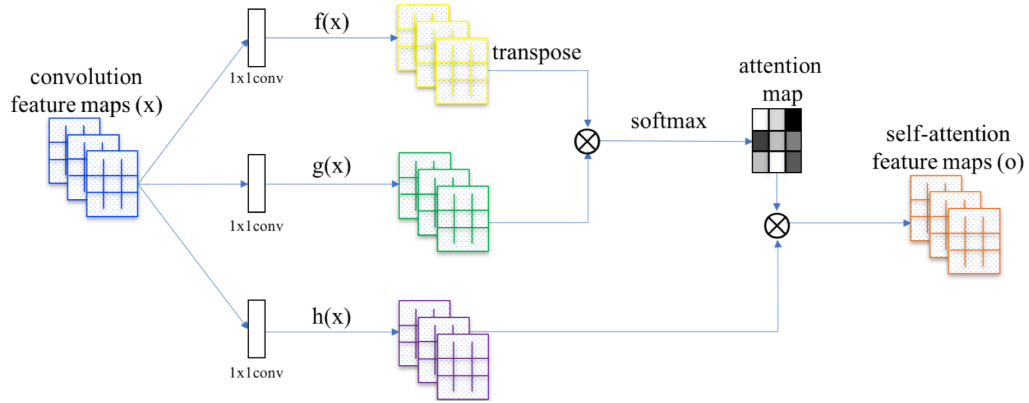 f(x)
transpose
1x1conv
convolution
feature maps (x)
attention
map
softmax
self-attention
feature maps (o)
g(x)
1x1conv
h(x)
1x1conv